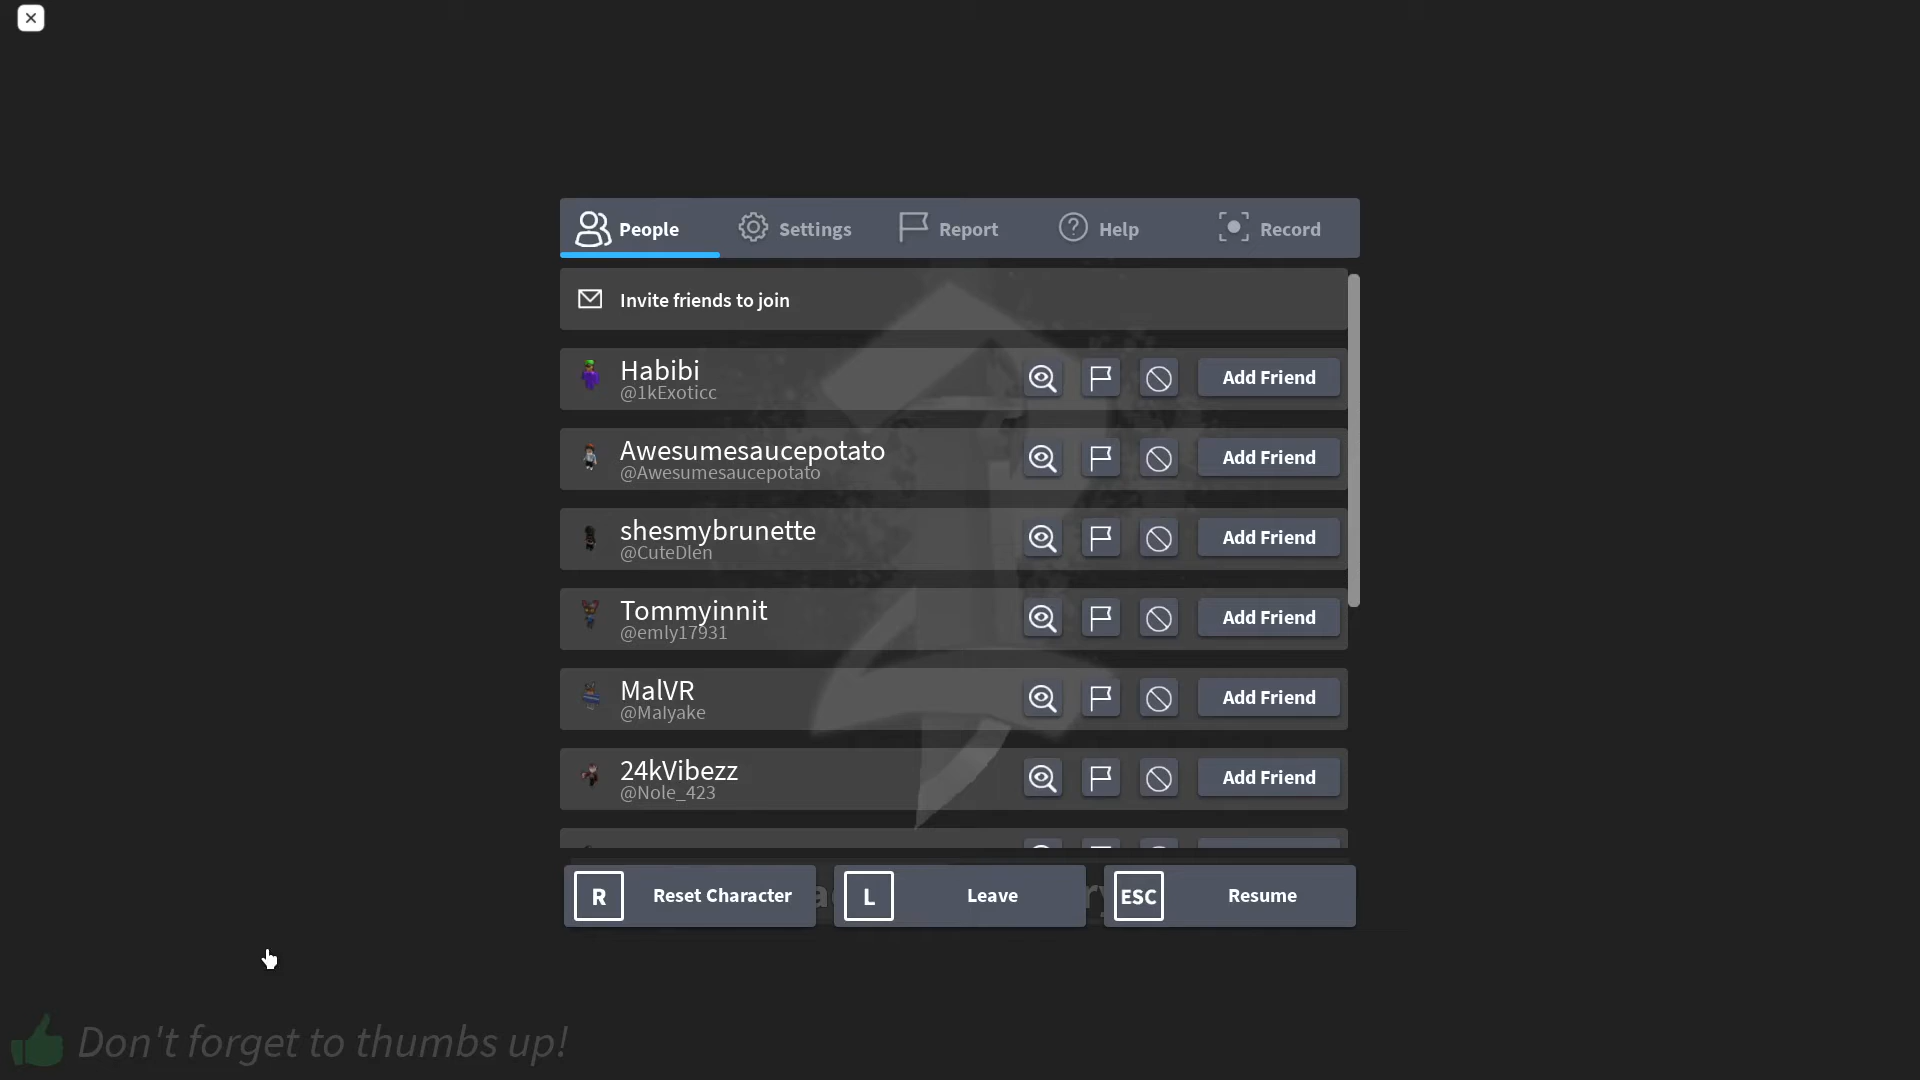 People
Settings
Report
Help
Record
Invite friends to join
Habibi
@1kExoticc
Add Friend
Awesumesaucepotato
@Awesumesaucepotato
Add Friend
shesmybrunette
@CuteDlen
Add Friend
Tommyinnit
@emly17931
Add Friend
MalVR
@Malyake
Add Friend
24kVibezz
@Nole_423
Add Friend
R Reset Character
L Leave
ESC Resume
Don't forget to thumbs up!